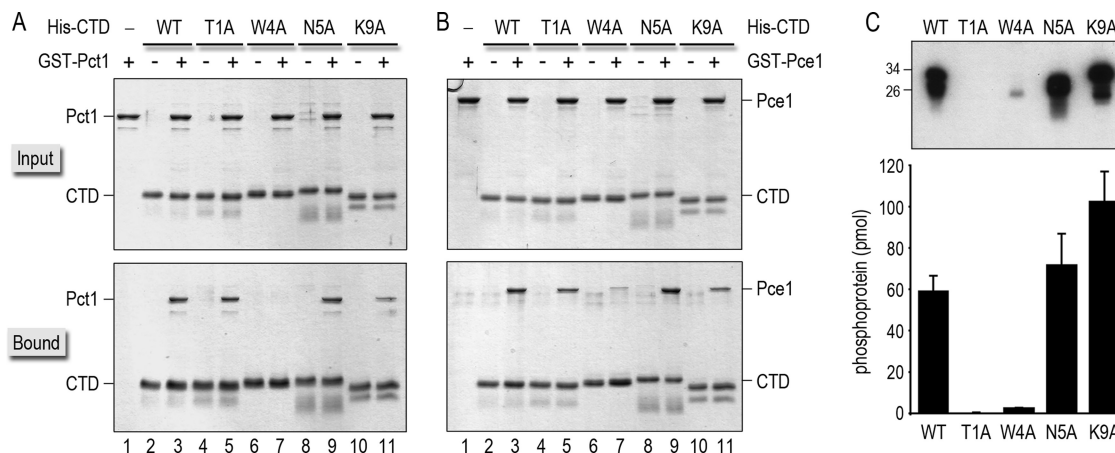 A
His-CTD – WT T1A W4A N5A K9A
GST-Pct1 + - + - + - + - + - +
Pct1
Input
CTD
Pct1
Bound
CTD
1 2 3 4 5 6 7 8 9 10 11
B
– WT T1A W4A N5A K9A His-CTD
+ - + - + - + - + - + GST-Pce1
Pce1
CTD
Pce1
CTD
1 2 3 4 5 6 7 8 9 10 11
C
WT T1A W4A N5A K9A
34
26
phosphoprotein (pmol)
120
100
80
60
40
20
0
WT T1A W4A N5A K9A